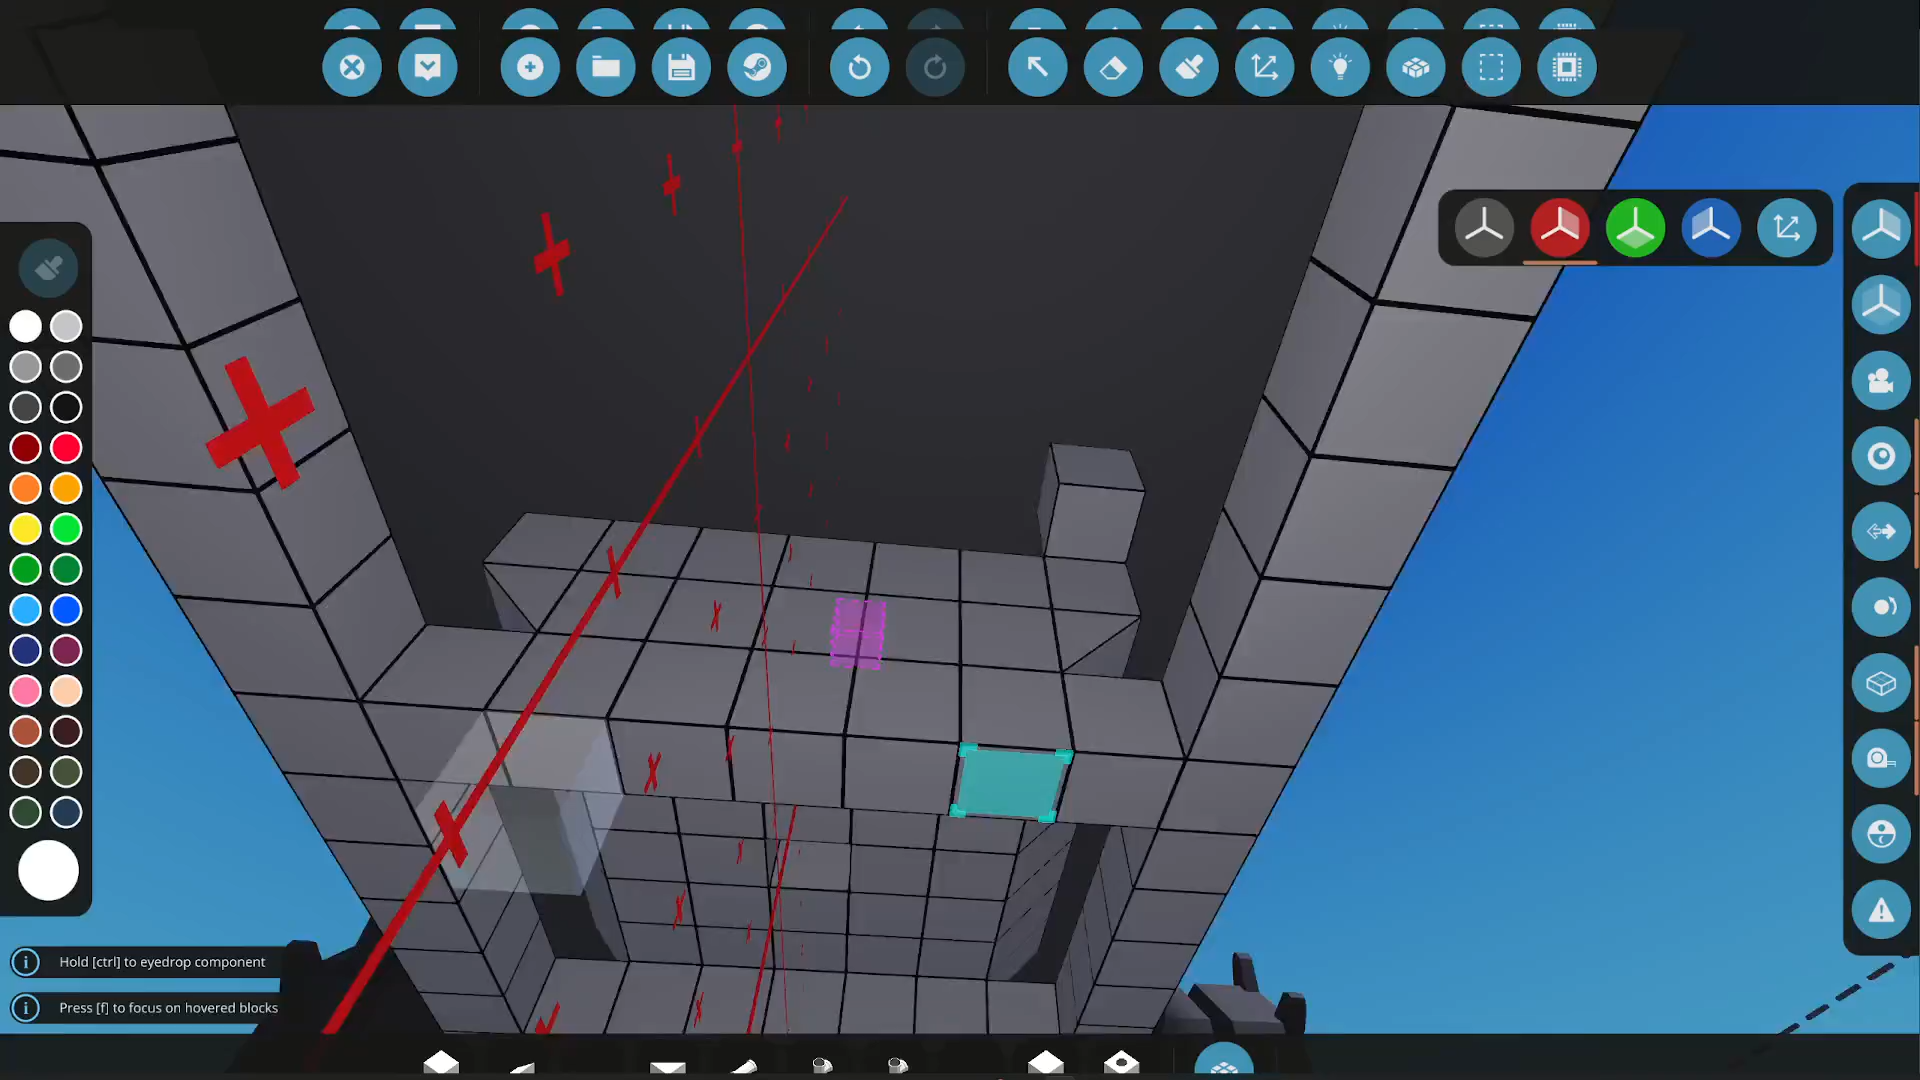 Hold [ctrl] to eyedrop component
Press [f] to focus on hovered blocks